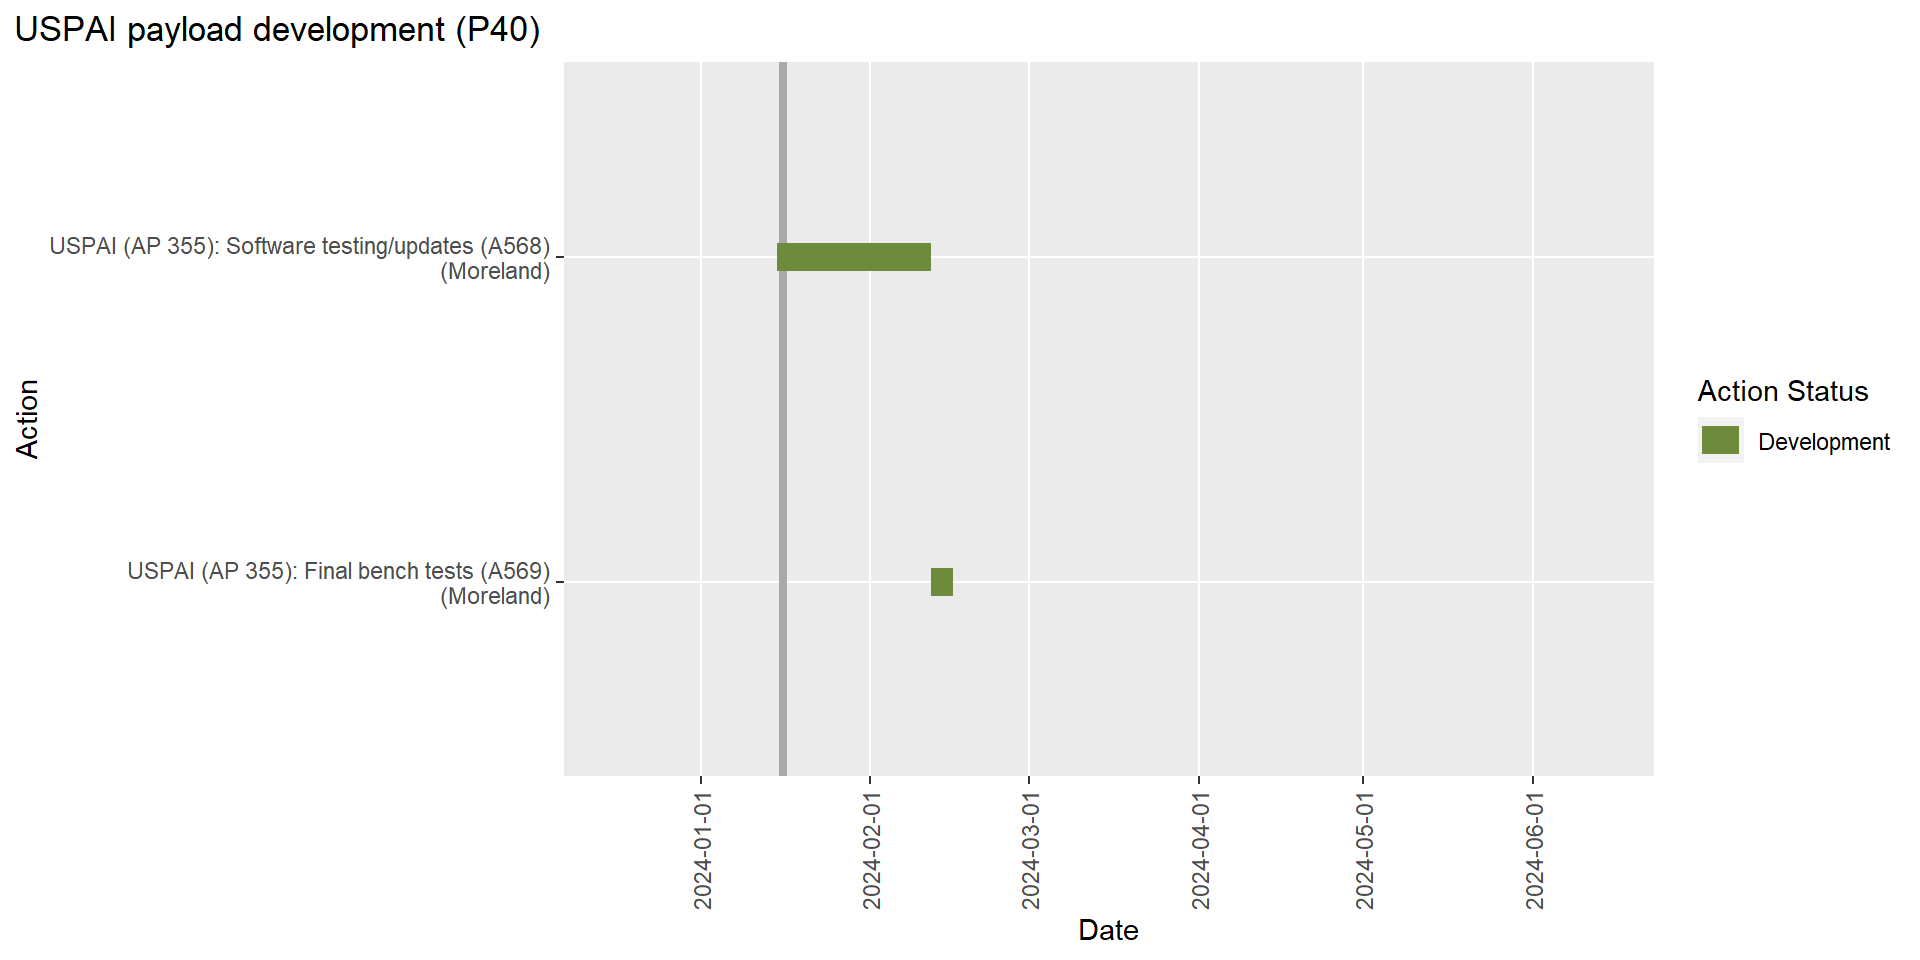 USPAI payload development (P40)
USPAI (AP 355): Software testing/updates (A568)
(Moreland)
Action
USPAI (AP 355): Final bench tests (A569)
(Moreland)
2024-01-01
2024-02-01
2024-03-01
2024-04-01
2024-05-01
2024-06-01
Date
Action Status
Development